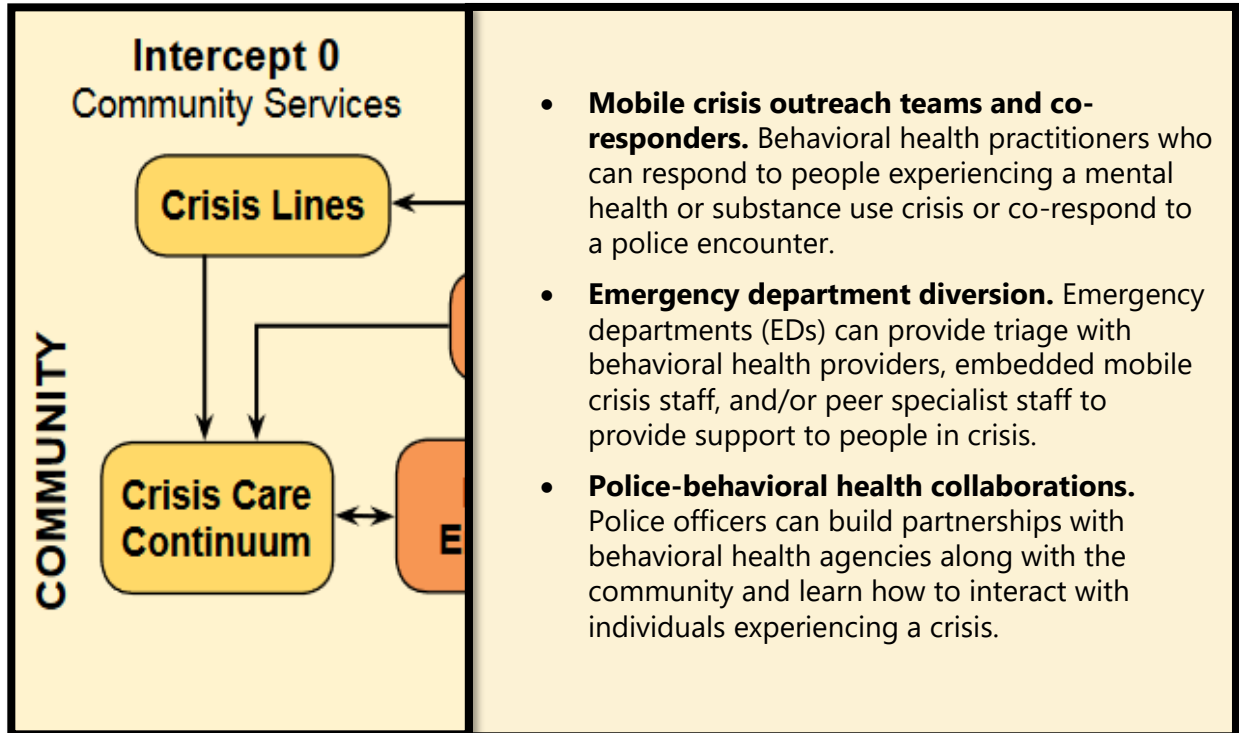 Intercept 0
Community Services
Crisis Lines
COMMUNITY
Crisis Care
Continuum
E
• Mobile crisis outreach teams and co-
responders. Behavioral health practitioners who
can respond to people experiencing a mental
health or substance use crisis or co-respond to
a police encounter.
• Emergency department diversion. Emergency
departments (EDs) can provide triage with
behavioral health providers, embedded mobile
crisis staff, and/or peer specialist staff to
provide support to people in crisis.
• Police-behavioral health collaborations.
Police officers can build partnerships with
behavioral health agencies along with the
community and learn how to interact with
individuals experiencing a crisis.